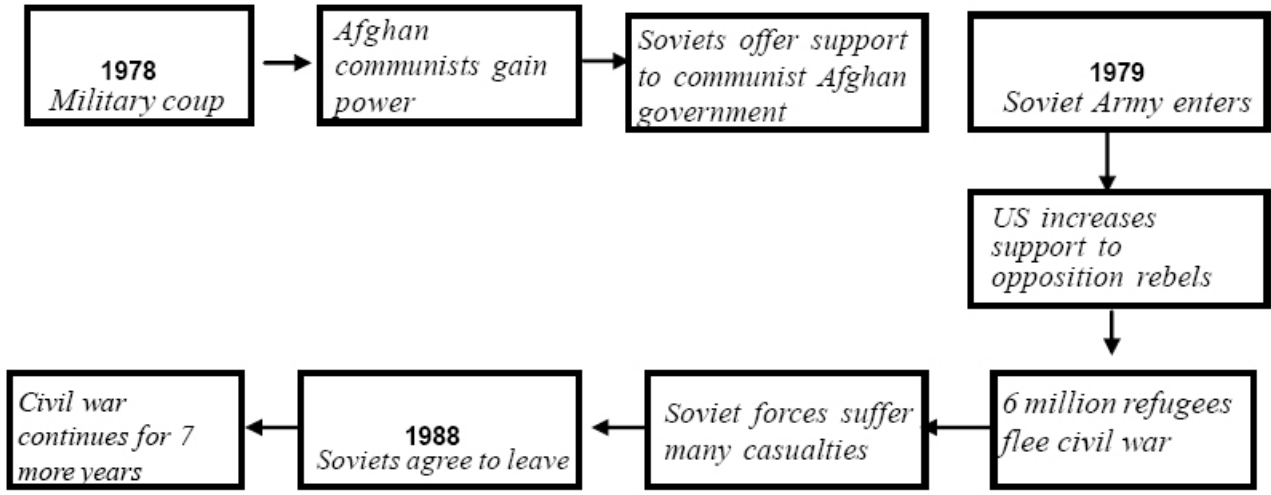 1978
Military coup
Afghan
communists gain
power
Soviets offer support
to communist Afghan
government
1979
Soviet Army enters
US increases
support to
opposition rebels
6 million refugees
flee civil war
Soviet forces suffer
many casualties
1988
Soviets agree to leave
Civil war
continues for 7
more years